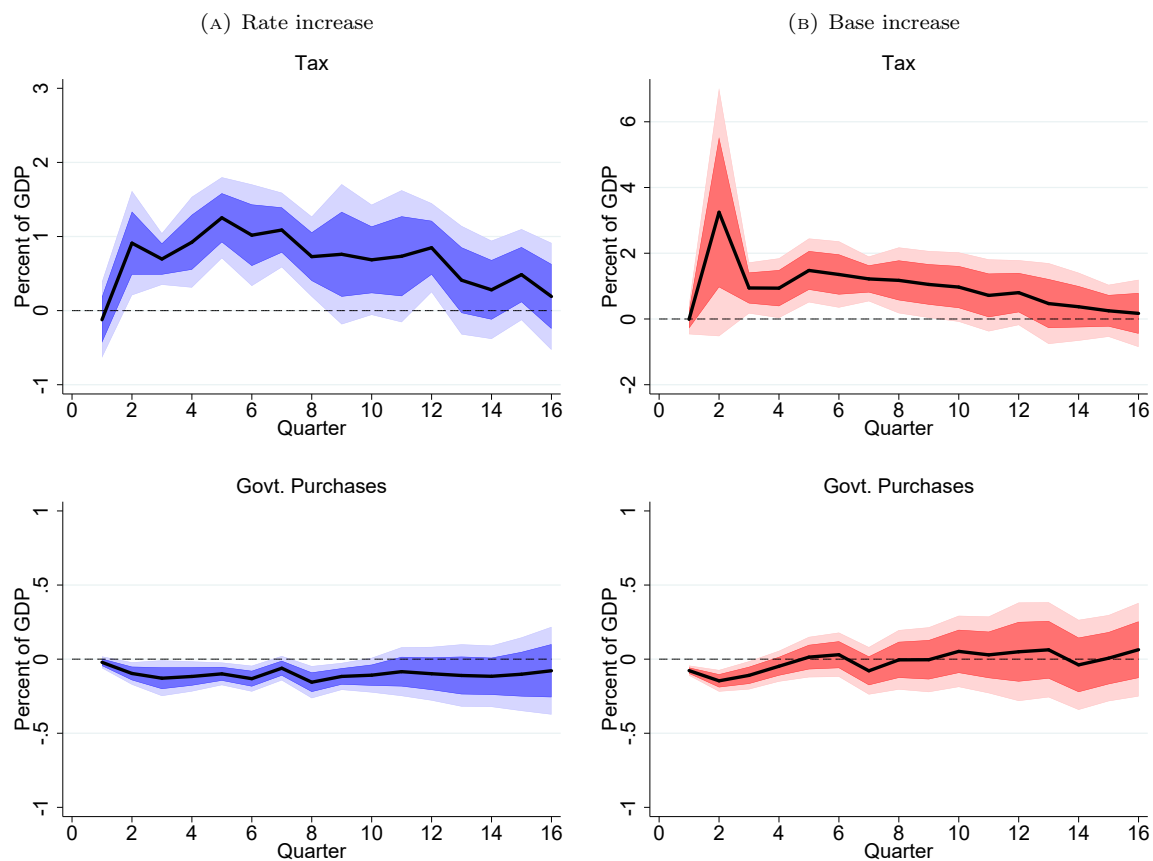 (A) Rate increase
Tax
Percent of GDP
3
2
1
0
-1
0 2 4 6 8 10 12 14 16
Quarter
(B) Base increase
Tax
Percent of GDP
6
4
2
0
-2
0 2 4 6 8 10 12 14 16
Quarter
Govt. Purchases
Percent of GDP
1
.5
0
-.5
-1
0 2 4 6 8 10 12 14 16
Quarter
Govt. Purchases
Percent of GDP
1
.5
0
-.5
-1
0 2 4 6 8 10 12 14 16
Quarter